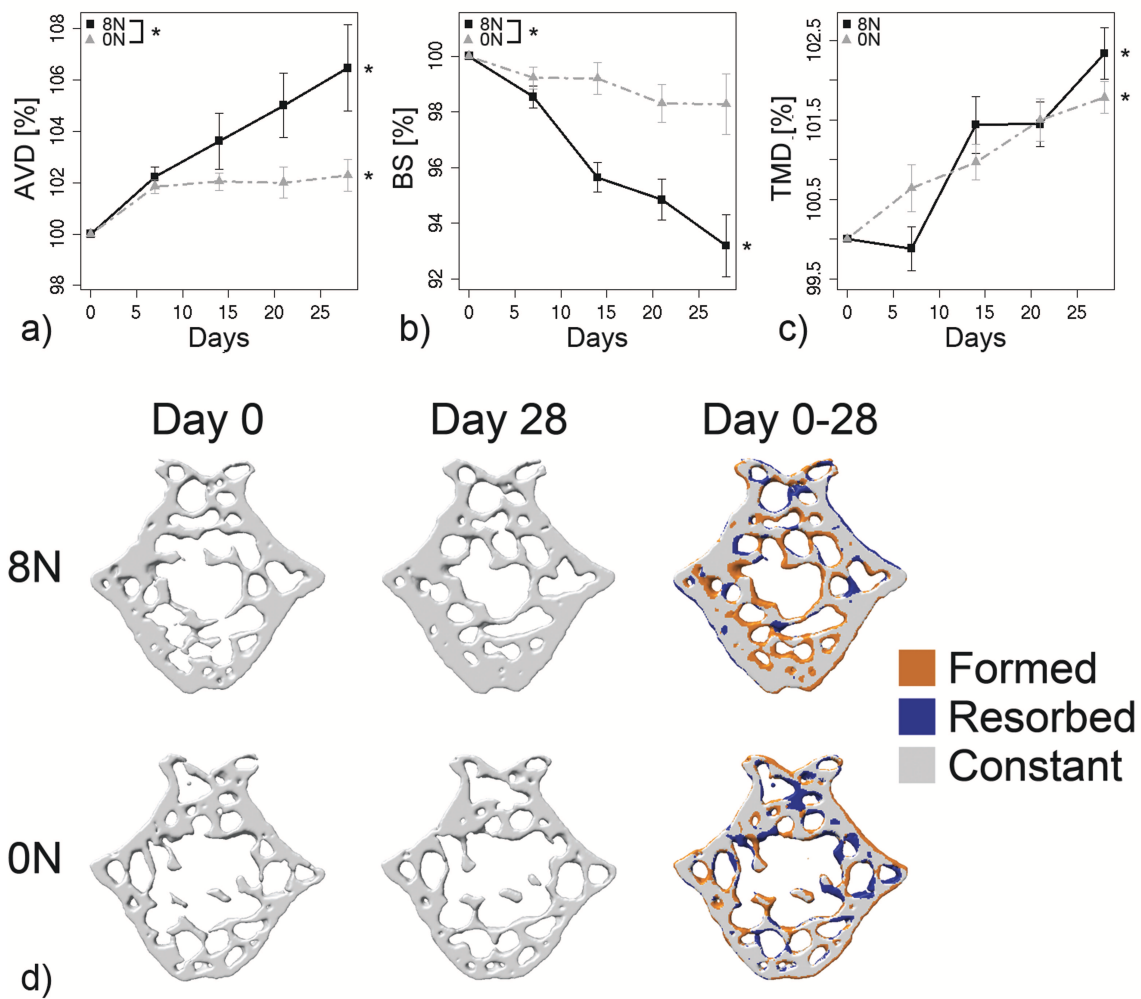 8N
0N
*
AVD [%]
108
106
104
102
100
98
*
*
0 5 10 15 20 25
Days
a)
8N
0N
*
BS [%]
100
98
96
94
92
*
0 5 10 15 20 25
Days
b)
8N
0N
TMD [%]
102.5
101.5
100.5
99.5
*
*
0 5 10 15 20 25
Days
c)
Day 0 Day 28 Day 0-28
8N
Formed
Resorbed
Constant
0N
d)